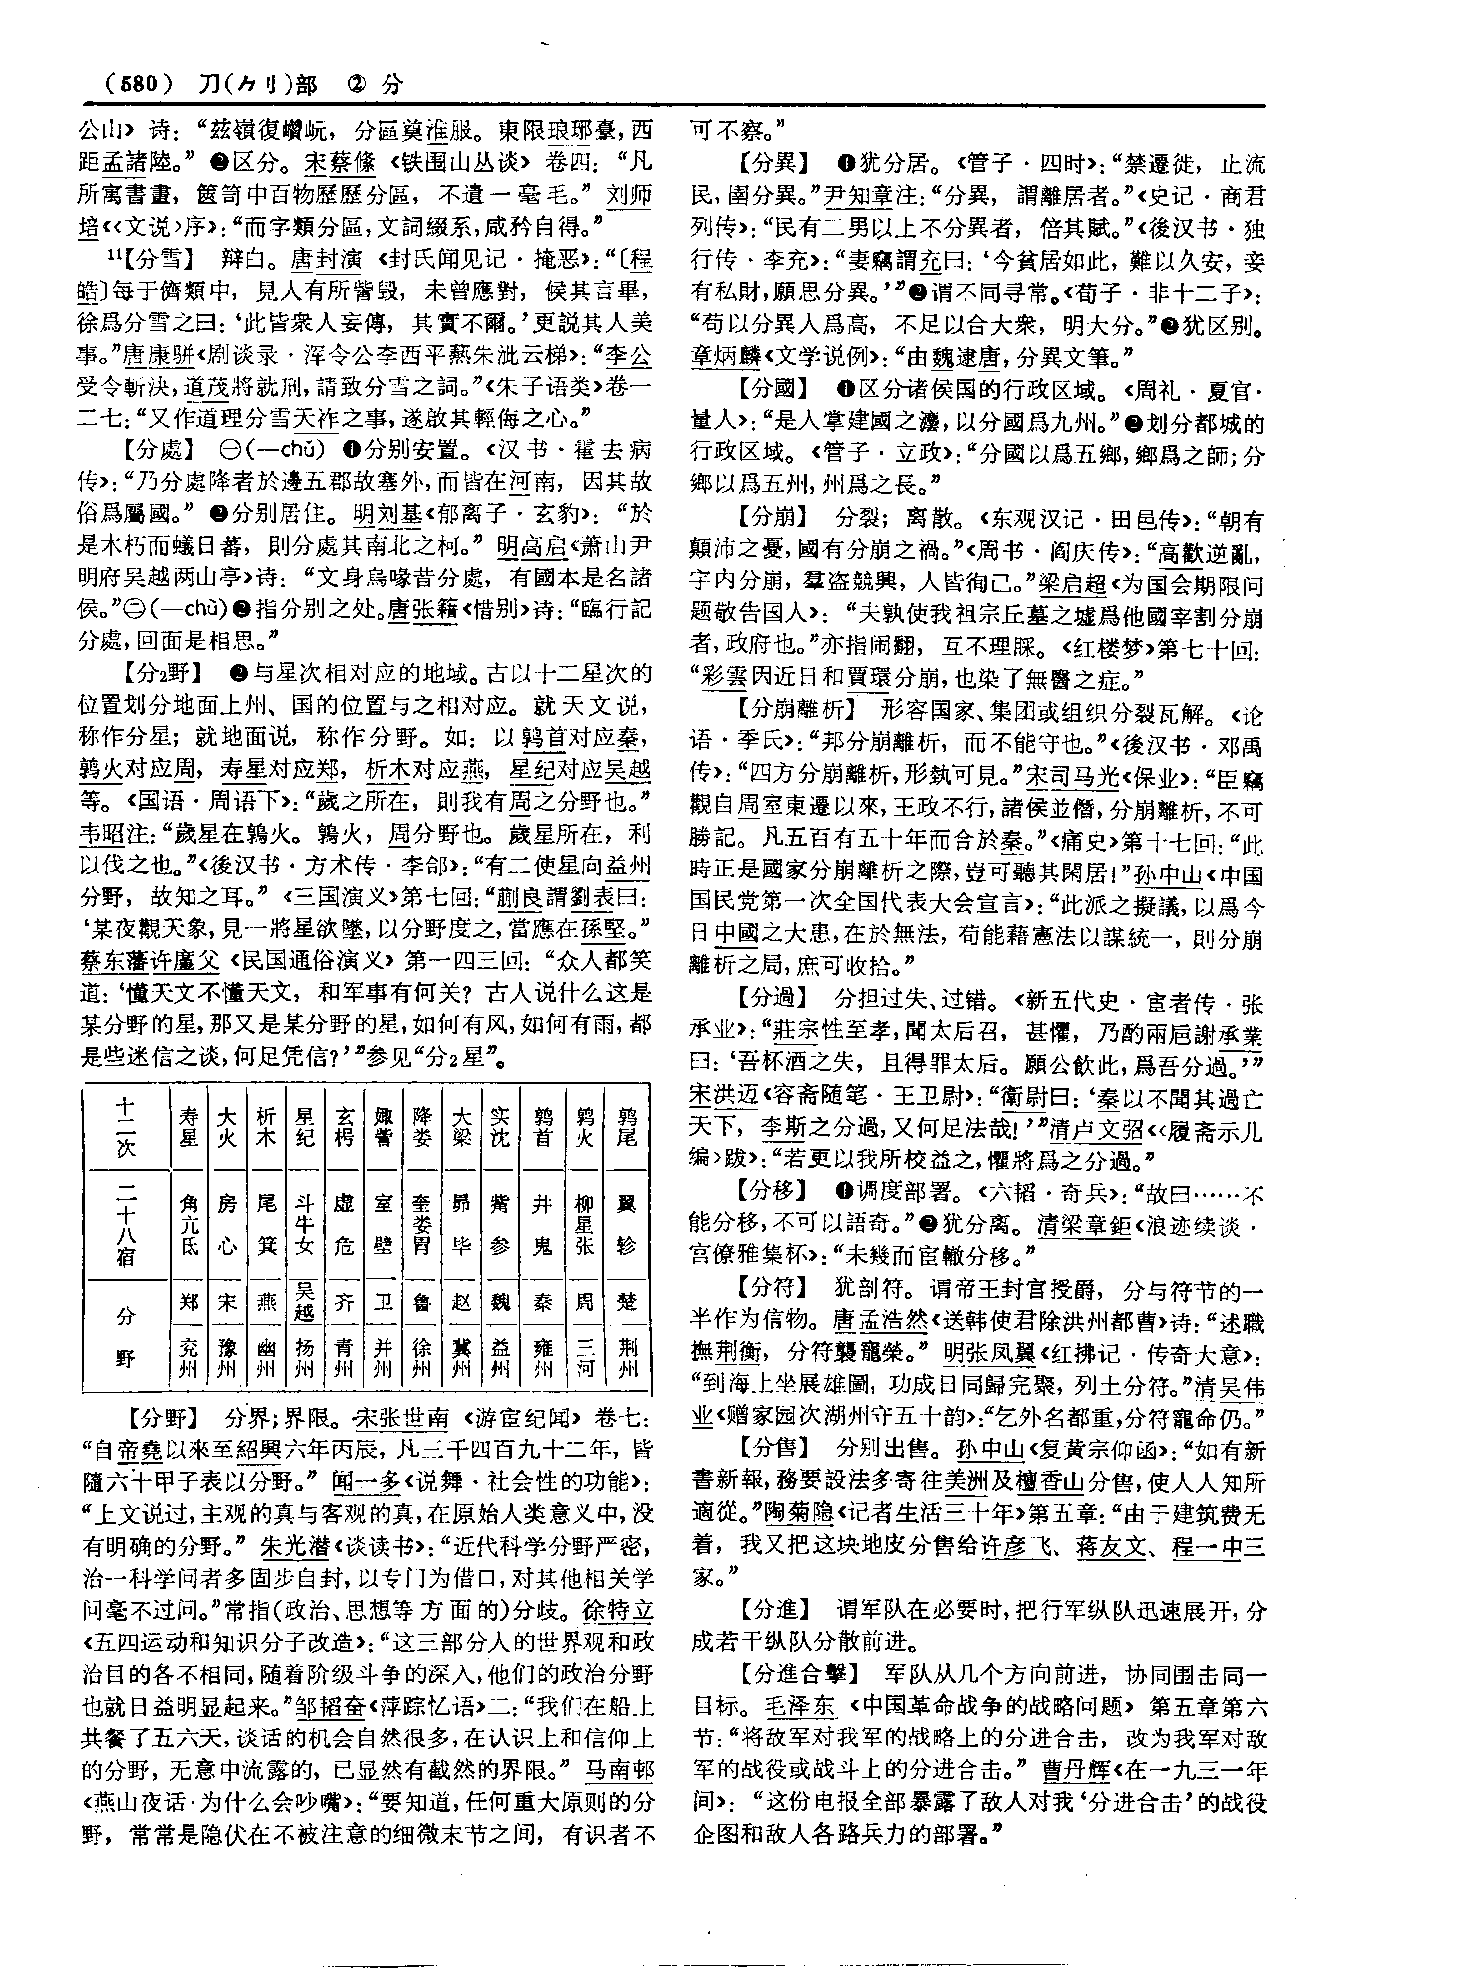 (580) 刀(⺈刂)部 ② 分
公山》诗：“玆嶺復巑岏，分區奠淮服。東限琅琊臺，西
距孟諸陸。”❷区分。宋蔡絛《铁围山丛谈》卷四：“凡
所寓書畫，篋笥中百物歷歷分區，不遺一毫毛。”刘师
培《〈文说〉序》：“而字類分區，文詞綴系，咸矜自得。”
11【分雪】 辩白。唐封演《封氏闻见记·掩恶》：“〔程
皓〕每于儕類中，見人有所訾毀，未曾應對，候其言畢，
徐爲分雪之曰：‘此皆衆人妄傳，其實不爾。’更説其人美
事。”唐康骈《剧谈录·浑令公李西平爇朱泚云梯》：“李公
受令斬决，道茂將就刑，請致分雪之詞。”《朱子语类》卷一
二七：“又作道理分雪天祚之事，遂啟其輕侮之心。”
【分處】 ㊀(—chǔ) ❶分别安置。《汉书·霍去病
传》：“乃分處降者於邊五郡故塞外，而皆在河南，因其故
俗爲屬國。”❷分别居住。明刘基《郁离子·玄豹》：“於
是木朽而蟻日蕃，則分處其南北之柯。”明高启《萧山尹
明府吴越两山亭》诗：“文身烏喙昔分處，有國本是名諸
侯。”㊁(—chù)❷指分别之处。唐张籍《惜别》诗：“臨行記
分處，回面是相思。”
【分2野】 ❷与星次相对应的地域。古以十二星次的
位置划分地面上州、国的位置与之相对应。就天文说，
称作分星；就地面说，称作分野。如：以鹑首对应秦，
鹑火对应周，寿星对应郑，析木对应燕，星纪对应吴越
等。《国语·周语下》：“歲之所在，則我有周之分野也。”
韦昭注：“歲星在鶉火。鶉火，周分野也。歲星所在，利
以伐之也。”《後汉书·方术传·李郃》：“有二使星向益州
分野，故知之耳。”《三国演义》第七回：“蒯良謂劉表曰：
‘某夜觀天象，見一將星欲墜，以分野度之，當應在孫堅。’”
蔡东藩许廑父《民国通俗演义》第一四三回：“众人都笑
道：‘懂天文不懂天文，和军事有何关？古人说什么这是
某分野的星，那又是某分野的星，如何有风，如何有雨，都
是些迷信之谈，何足凭信？’”参见“分2星”。
十二次 寿星 大火 析木 星纪 玄枵 娵訾 降娄 大梁 实沈 鹑首 鹑火 鹑尾
二十八宿 角亢氐 房心 尾箕 斗牛女 虚危 室壁 奎娄胃 昴毕 觜参 井鬼 柳星张 翼轸
分野 郑 宋 燕 吴越 齐 卫 鲁 赵 魏 秦 周 楚
兖州 豫州 幽州 扬州 青州 并州 徐州 冀州 益州 雍州 三河 荆州
【分野】 分界；界限。宋张世南《游宦纪闻》卷七：
“自帝堯以來至紹興六年丙辰，凡三千四百九十二年，皆
隨六十甲子表以分野。”闻一多《说舞·社会性的功能》：
“上文说过，主观的真与客观的真，在原始人类意义中，没
有明确的分野。”朱光潜《谈读书》：“近代科学分野严密，
治一科学问者多固步自封，以专门为借口，对其他相关学
问毫不过问。”常指(政治、思想等方面的)分歧。徐特立
《五四运动和知识分子改造》：“这三部分人的世界观和政
治目的各不相同，随着阶级斗争的深入，他们的政治分野
也就日益明显起来。”邹韬奋《萍踪忆语》二：“我们在船上
共餐了五六天，谈话的机会自然很多，在认识上和信仰上
的分野，无意中流露的，已显然有截然的界限。”马南邨
《燕山夜话·为什么会吵嘴》：“要知道，任何重大原则的分
野，常常是隐伏在不被注意的细微末节之间，有识者不
可不察。”
【分異】 ❶犹分居。《管子·四时》：“禁遷徙，止流
民，圉分異。”尹知章注：“分異，謂離居者。”《史记·商君
列传》：“民有二男以上不分異者，倍其賦。”《後汉书·独
行传·李充》：“妻竊謂充曰：‘今貧居如此，難以久安，妾
有私財，願思分異。’”❷谓不同寻常。《荀子·非十二子》：
“苟以分異人爲高，不足以合大衆，明大分。”❷犹区别。
章炳麟《文学说例》：“由魏逮唐，分異文筆。”
【分國】 ❶区分诸侯国的行政区域。《周礼·夏官·
量人》：“是人掌建國之灋，以分國爲九州。”❷划分都城的
行政区域。《管子·立政》：“分國以爲五鄉，鄉爲之師；分
鄉以爲五州，州爲之長。”
【分崩】 分裂；离散。《东观汉记·田邑传》：“朝有
顛沛之憂，國有分崩之禍。”《周书·阎庆传》：“高歡逆亂，
宇内分崩，羣盗競興，人皆徇己。”梁启超《为国会期限问
题敬告国人》：“夫孰使我祖宗丘墓之墟爲他國宰割分崩
者，政府也。”亦指闹翻，互不理睬。《红楼梦》第七十回：
“彩雲因近日和賈環分崩，也染了無醫之症。”
【分崩離析】 形容国家、集团或组织分裂瓦解。《论
语·季氏》：“邦分崩離析，而不能守也。”《後汉书·邓禹
传》：“四方分崩離析，形埶可見。”宋司马光《保业》：“臣竊
觀自周室東遷以來，王政不行，諸侯並僭，分崩離析，不可
勝記。凡五百有五十年而合於秦。”《痛史》第十七回：“此
時正是國家分崩離析之際，豈可聽其閑居！”孙中山《中国
国民党第一次全国代表大会宣言》：“此派之擬議，以爲今
日中國之大患，在於無法，苟能藉憲法以謀統一，則分崩
離析之局，庶可收拾。”
【分過】 分担过失、过错。《新五代史·宦者传·张
承业》：“莊宗性至孝，聞太后召，甚懼，乃酌兩巵謝承業
曰：‘吾杯酒之失，且得罪太后。願公飲此，爲吾分過。’”
宋洪迈《容斋随笔·王卫尉》：“衛尉曰：‘秦以不聞其過亡
天下，李斯之分過，又何足法哉！’”清卢文弨《〈履斋示儿
编〉跋》：“若更以我所校益之，懼將爲之分過。”
【分移】 ❶调度部署。《六韬·奇兵》：“故曰……不
能分移，不可以語奇。”❷犹分离。清梁章鉅《浪迹续谈·
宫僚雅集杯》：“未幾而宦轍分移。”
【分符】 犹剖符。谓帝王封官授爵，分与符节的一
半作为信物。唐孟浩然《送韩使君除洪州都曹》诗：“述職
撫荆衡，分符襲寵榮。”明张凤翼《红拂记·传奇大意》：
“到海上坐展雄圖，功成日同歸完聚，列土分符。”清吴伟
业《赠家园次湖州守五十韵》：“乞外名都重，分符寵命仍。”
【分售】 分别出售。孙中山《复黄宗仰函》：“如有新
書新報，務要設法多寄往美洲及檀香山分售，使人人知所
適從。”陶菊隐《记者生活三十年》第五章：“由于建筑费无
着，我又把这块地皮分售给许彦飞、蒋友文、程一中三
家。”
【分進】 谓军队在必要时，把行军纵队迅速展开，分
成若干纵队分散前进。
【分進合擊】 军队从几个方向前进，协同围击同一
目标。毛泽东《中国革命战争的战略问题》第五章第六
节：“将敌军对我军的战略上的分进合击，改为我军对敌
军的战役或战斗上的分进合击。”曹丹辉《在一九三一年
间》：“这份电报全部暴露了敌人对我‘分进合击’的战役
企图和敌人各路兵力的部署。”